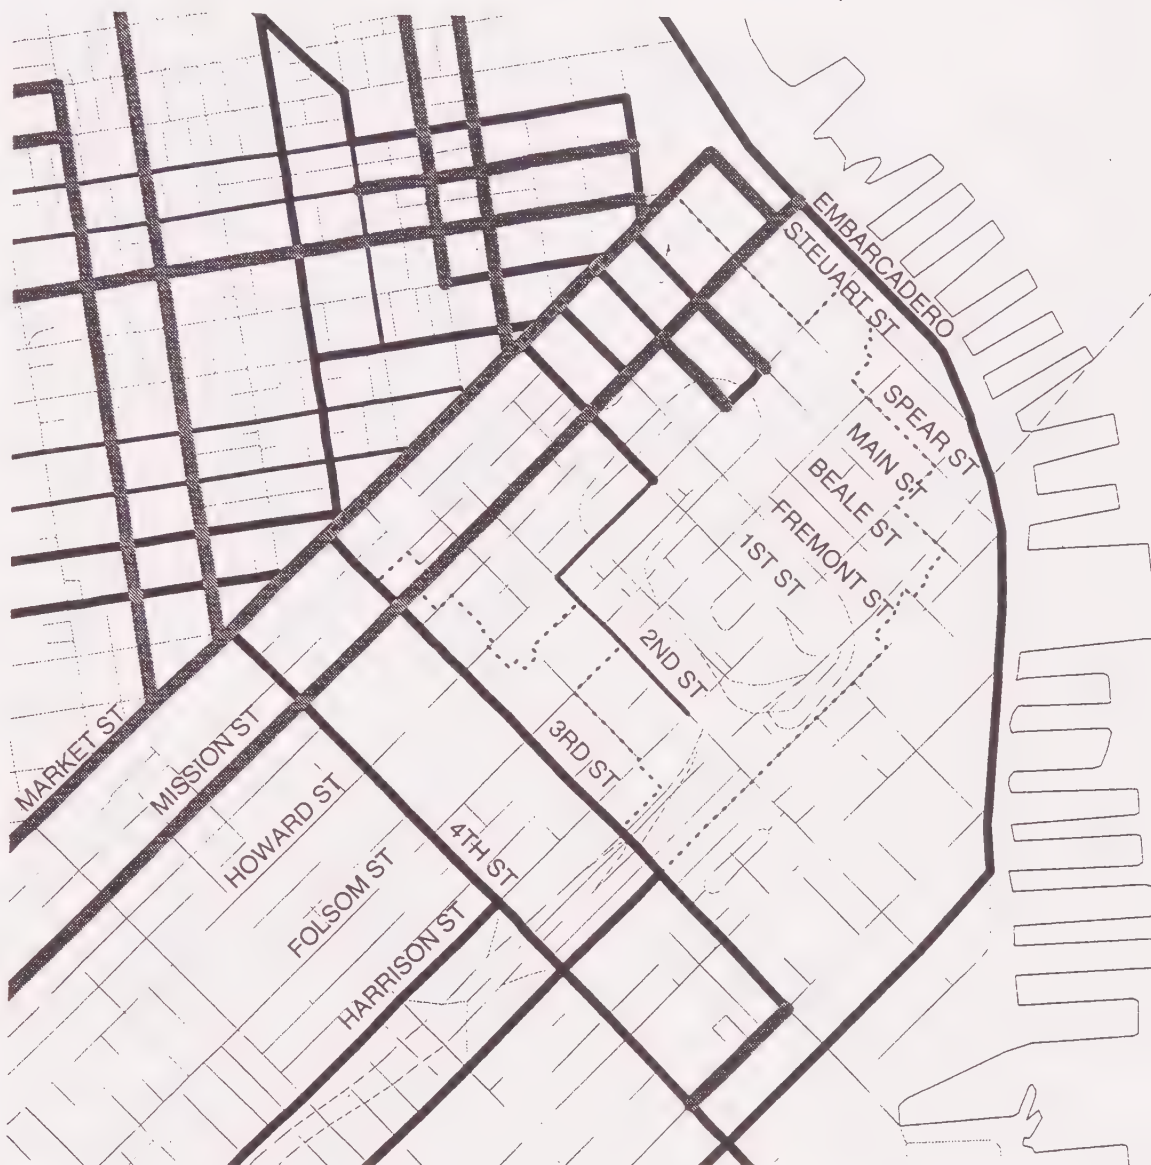 EMBARCADERO
STEUART ST
SPEAR ST
MAIN ST
BEALE ST
FREMONT ST
1ST ST
2ND ST
3RD ST
4TH ST
MARKET ST
MISSION ST
HOWARD ST
FOLSOM ST
HARRISON ST